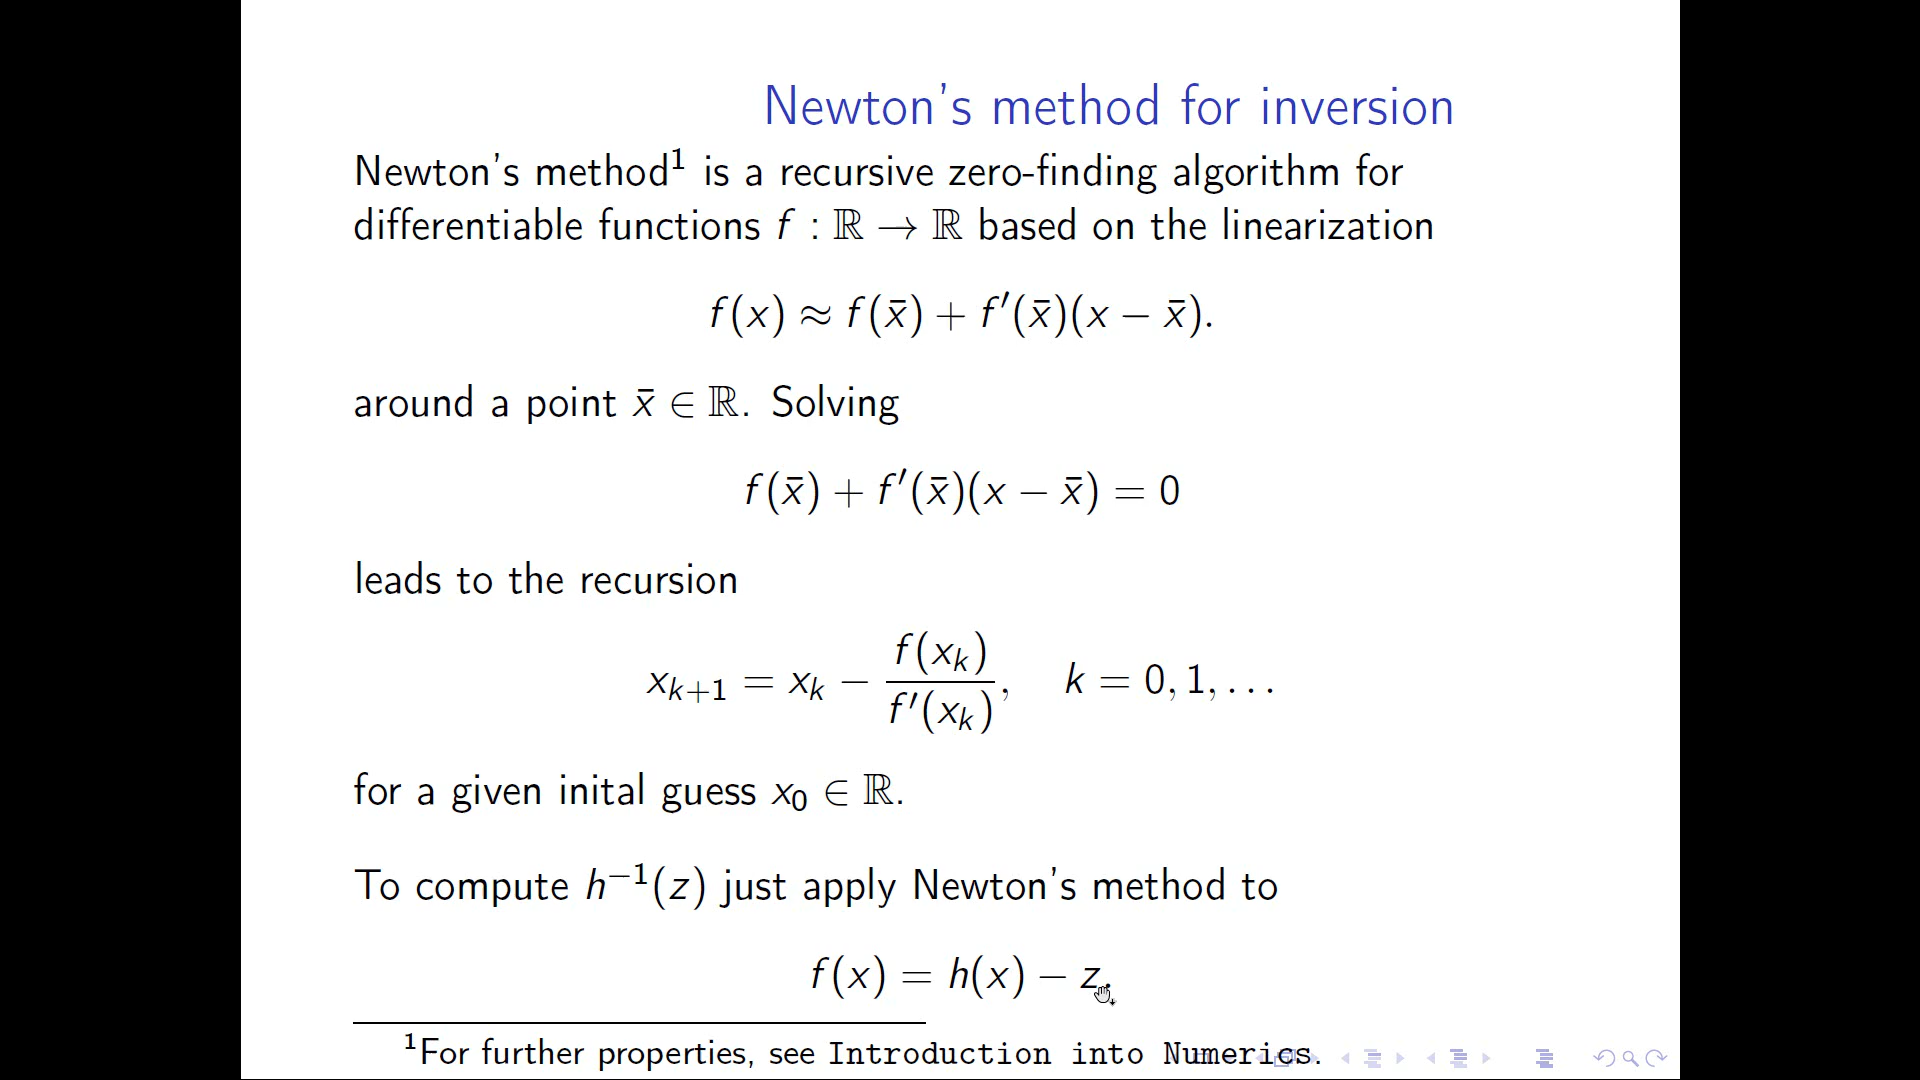 Newton's method for inversion
Newton's method¹ is a recursive zero-finding algorithm for
differentiable functions f : ℝ → ℝ based on the linearization
f(x) ≈ f(x̄) + f′(x̄)(x − x̄).
around a point x̄ ∈ ℝ. Solving
f(x̄) + f′(x̄)(x − x̄) = 0
leads to the recursion
x_{k+1} = x_k − f(x_k)/f′(x_k), k = 0, 1, . . .
for a given inital guess x₀ ∈ ℝ.
To compute h⁻¹(z) just apply Newton's method to
f(x) = h(x) − z.
¹For further properties, see Introduction into Numerics.